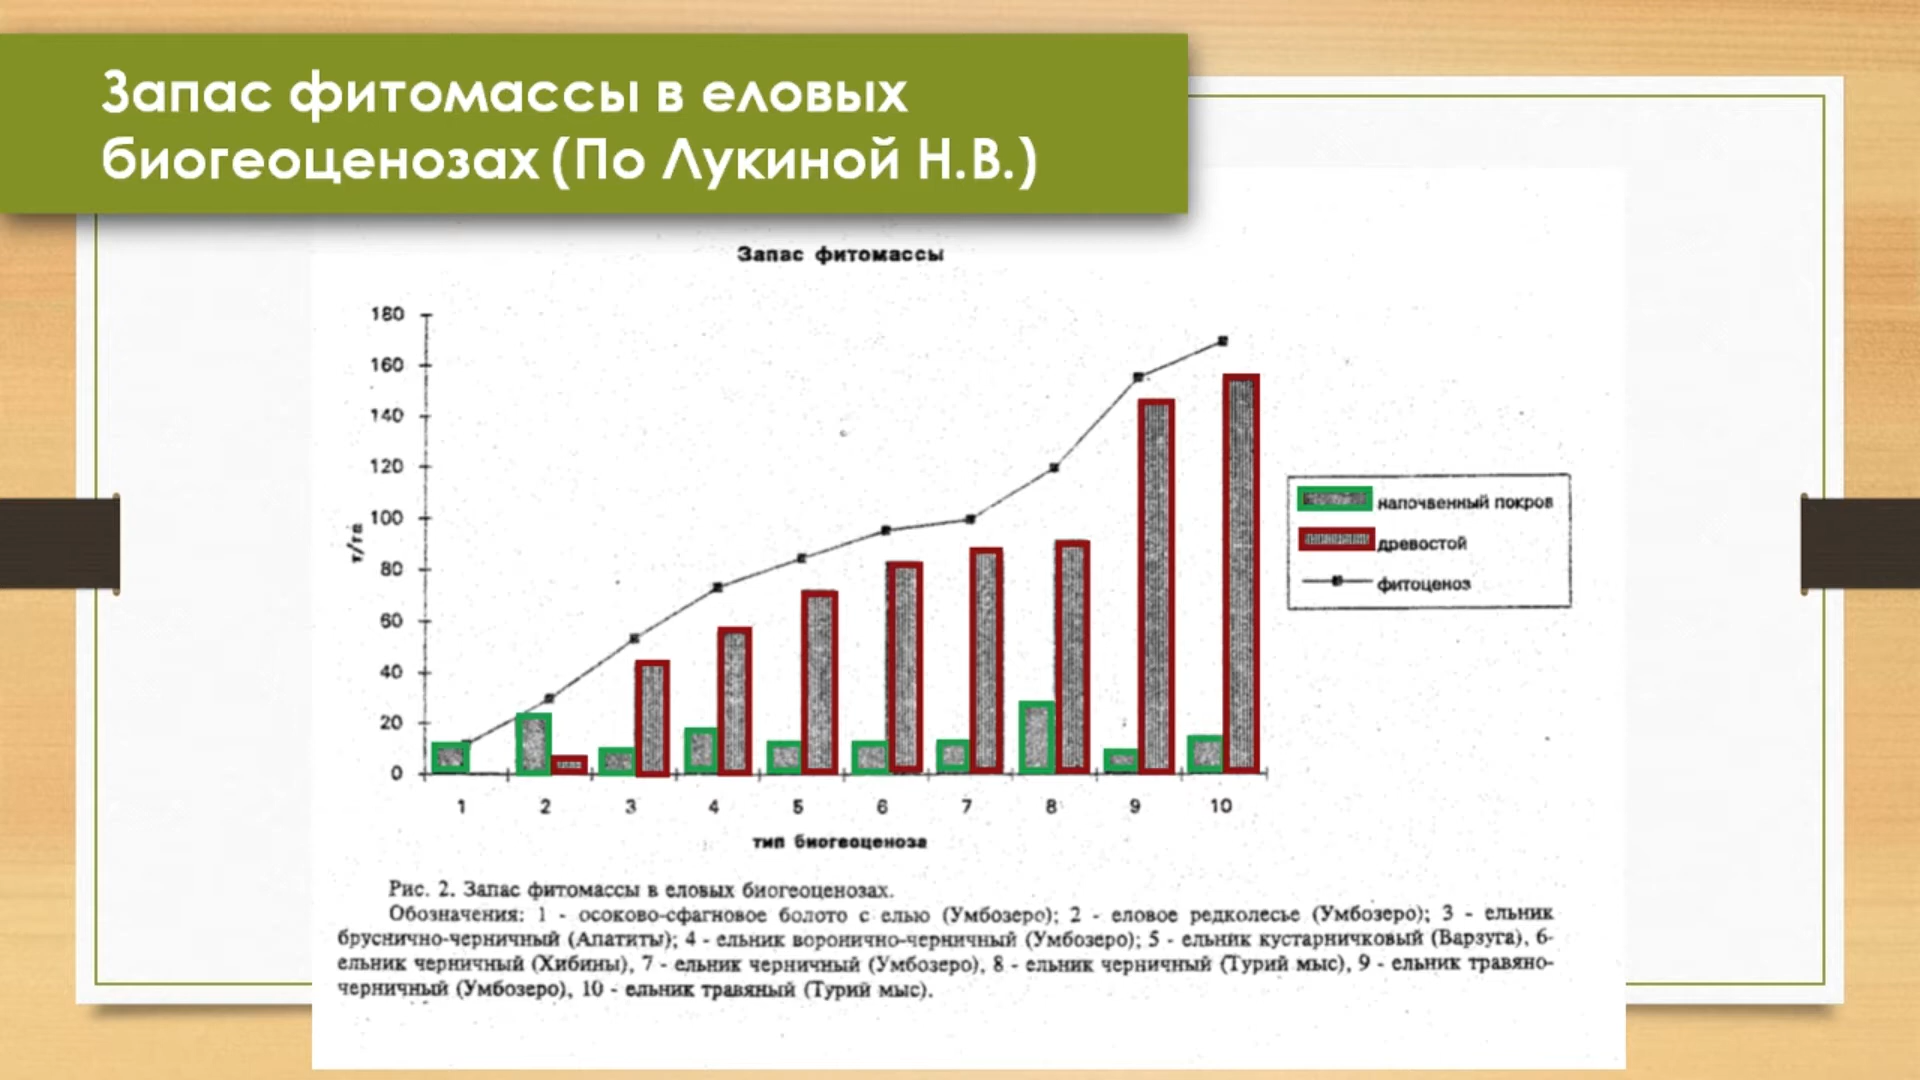 Запас фитомассы в еловых
биогеоценозах (По Лукиной Н.В.)
Запас фитомассы
180
160
140
120
100
80
60
40
20
0
т/га
1 2 3 4 5 6 7 8 9 10
тип биогеоценоза
напочвенный покров
древостой
фитоценоз
Рис. 2. Запас фитомассы в еловых биогеоценозах.
Обозначения: 1 - осоково-сфагновое болото с елью (Умбозеро); 2 - еловое редколесье (Умбозеро); 3 - ельник
бруснично-черничный (Апатиты); 4 - ельник воронично-черничный (Умбозеро); 5 - ельник кустарничковый (Варзуга), 6-
ельник черничный (Хибины), 7 - ельник черничный (Умбозеро), 8 - ельник черничный (Турий мыс), 9 - ельник травяно-
черничный (Умбозеро), 10 - ельник травяный (Турий мыс).